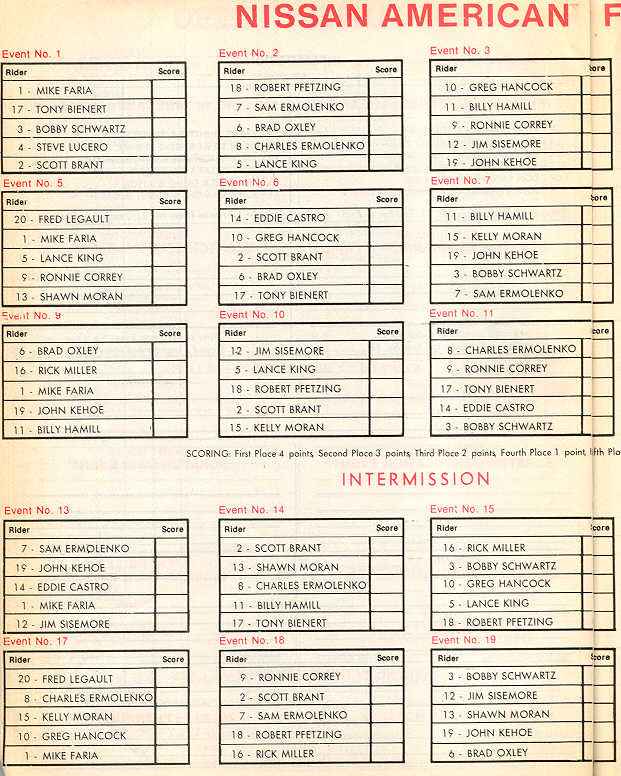 NISSAN AMERICAN F
Event No. 1
Rider Score
1 - MIKE FARIA
17 - TONY BIENERT
3 - BOBBY SCHWARTZ
4 - STEVE LUCERO
2 - SCOTT BRANT
Event No. 2
Rider Score
18 - ROBERT PFETZING
7 - SAM ERMOLENKO
6 - BRAD OXLEY
8 - CHARLES ERMOLENKO
5 - LANCE KING
Event No. 3
Rider core
10 - GREG HANCOCK
11 - BILLY HAMILL
9 - RONNIE CORREY
12 - JIM SISEMORE
19 - JOHN KEHOE
Event No. 5
Rider Score
20 - FRED LEGAULT
1 - MIKE FARIA
5 - LANCE KING
9 - RONNIE CORREY
13 - SHAWN MORAN
Event No. 6
Rider Score
14 - EDDIE CASTRO
10 - GREG HANCOCK
2 - SCOTT BRANT
6 - BRAD OXLEY
17 - TONY BIENERT
Event No. 7
Rider core
11 - BILLY HAMILL
15 - KELLY MORAN
19 - JOHN KEHOE
3 - BOBBY SCHWARTZ
7 - SAM ERMOLENKO
Event No. 9
Rider Score
6 - BRAD OXLEY
16 - RICK MILLER
1 - MIKE FARIA
19 - JOHN KEHOE
11 - BILLY HAMILL
Event No. 10
Rider Score
12 - JIM SISEMORE
5 - LANCE KING
18 - ROBERT PFETZING
2 - SCOTT BRANT
15 - KELLY MORAN
Event No. 11
Rider core
8 - CHARLES ERMOLENKO
9 - RONNIE CORREY
17 - TONY BIENERT
14 - EDDIE CASTRO
3 - BOBBY SCHWARTZ
SCORING: First Place 4 points, Second Place 3 points, Third Place 2 points, Fourth Place 1 point, fifth Pla
INTERMISSION
Event No. 13
Rider Score
7 - SAM ERMOLENKO
19 - JOHN KEHOE
14 - EDDIE CASTRO
1 - MIKE FARIA
12 - JIM SISEMORE
Event No. 14
Rider Score
2 - SCOTT BRANT
13 - SHAWN MORAN
8 - CHARLES ERMOLENKO
11 - BILLY HAMILL
17 - TONY BIENERT
Event No. 15
Rider core
16 - RICK MILLER
3 - BOBBY SCHWARTZ
10 - GREG HANCOCK
5 - LANCE KING
18 - ROBERT PFETZING
Event No. 17
Rider Score
20 - FRED LEGAULT
8 - CHARLES ERMOLENKO
15 - KELLY MORAN
10 - GREG HANCOCK
1 - MIKE FARIA
Event No. 18
Rider Score
9 - RONNIE CORREY
2 - SCOTT BRANT
7 - SAM ERMOLENKO
18 - ROBERT PFETZING
16 - RICK MILLER
Event No. 19
Rider Score
3 - BOBBY SCHWARTZ
12 - JIM SISEMORE
13 - SHAWN MORAN
19 - JOHN KEHOE
6 - BRAD OXLEY